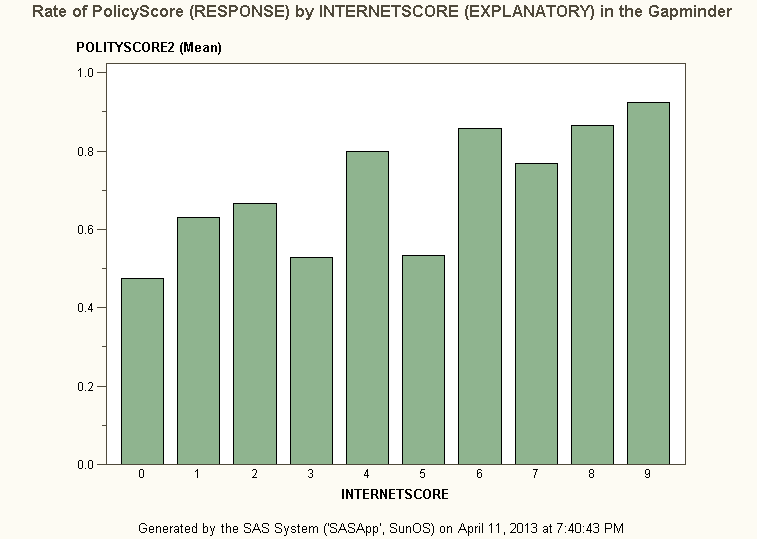 Rate of PolicyScore (RESPONSE) by INTERNETSCORE (EXPLANATORY) in the Gapminder
POLITYSCORE2 (Mean)
1.0
0.8
0.6
0.4
0.2
0.0
0 1 2 3 4 5 6 7 8 9
INTERNETSCORE
Generated by the SAS System ('SASApp', SunOS) on April 11, 2013 at 7:40:43 PM